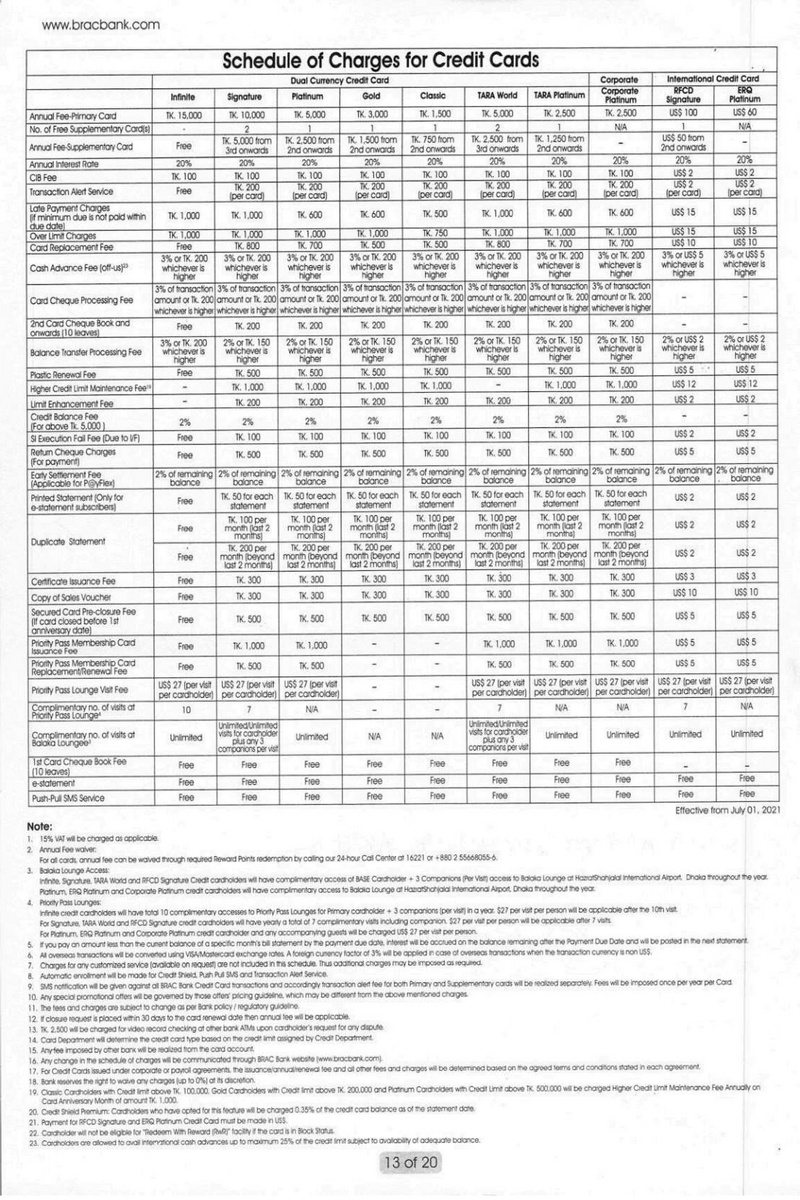 www.bracbank.com
Schedule of Charges for Credit Cards
Dual Currency Credit Card Corporate International Credit Card
Infinite Signature Platinum Gold Classic TARA World TARA Platinum Corporate Platinum RFCD Signature ERQ Platinum
Annual Fee-Primary Card TK. 15,000 TK. 10,000 TK. 5,000 TK. 3,000 TK. 1,500 TK. 5,000 TK. 2,500 TK. 2,500 US$ 100 US$ 60
No. of Free Supplementary Card(s) - 2 1 1 1 2 1 N/A 1 N/A
Annual Fee-Supplementary Card Free TK. 5,000 from 3rd onwards TK. 2,500 from 2nd onwards TK. 1,500 from 2nd onwards TK. 750 from 2nd onwards TK. 2,500 from 3rd onwards TK. 1,250 from 2nd onwards - US$ 50 from 2nd onwards -
Annual Interest Rate 20% 20% 20% 20% 20% 20% 20% 20% 20% 20%
CIB Fee TK. 100 TK. 100 TK. 100 TK. 100 TK. 100 TK. 100 TK. 100 TK. 100 US$ 2 US$ 2
Transaction Alert Service Free TK. 200 (per card) TK. 200 (per card) TK. 200 (per card) TK. 200 (per card) TK. 200 (per card) TK. 200 (per card) TK. 200 (per card) US$ 2 (per card) US$ 2 (per card)
Late Payment Charges (If minimum due is not paid within due date) TK. 1,000 TK. 1,000 TK. 600 TK. 600 TK. 500 TK. 1,000 TK. 600 TK. 600 US$ 15 US$ 15
Over Limit Charges TK. 1,000 TK. 1,000 TK. 1,000 TK. 1,000 TK. 750 TK. 1,000 TK. 1,000 TK. 1,000 US$ 15 US$ 15
Card Replacement Fee Free TK. 800 TK. 700 TK. 500 TK. 500 TK. 800 TK. 700 TK. 700 US$ 10 US$ 10
Cash Advance Fee (off-us)23 3% or TK. 200 whichever is higher 3% or TK. 200 whichever is higher 3% or TK. 200 whichever is higher 3% or TK. 200 whichever is higher 3% or TK. 200 whichever is higher 3% or TK. 200 whichever is higher 3% or TK. 200 whichever is higher 3% or TK. 200 whichever is higher 3% or US$ 5 whichever is higher 3% or US$ 5 whichever is higher
Card Cheque Processing Fee 3% of transaction amount or Tk. 200 whichever is higher 3% of transaction amount or Tk. 200 whichever is higher 3% of transaction amount or Tk. 200 whichever is higher 3% of transaction amount or Tk. 200 whichever is higher 3% of transaction amount or Tk. 200 whichever is higher 3% of transaction amount or Tk. 200 whichever is higher 3% of transaction amount or Tk. 200 whichever is higher 3% of transaction amount or Tk. 200 whichever is higher - -
2nd Card Cheque Book and onwards (10 leaves) Free TK. 200 TK. 200 TK. 200 TK. 200 TK. 200 TK. 200 TK. 200 - -
Balance Transfer Processing Fee 3% or TK. 200 whichever is higher 2% or TK. 150 whichever is higher 2% or TK. 150 whichever is higher 2% or TK. 150 whichever is higher 2% or TK. 150 whichever is higher 2% or TK. 150 whichever is higher 2% or TK. 150 whichever is higher 2% or TK. 150 whichever is higher 2% or US$ 2 whichever is higher 2% or US$ 2 whichever is higher
Plastic Renewal Fee Free TK. 500 TK. 500 TK. 500 TK. 500 TK. 500 TK. 500 TK. 500 US$ 5 US$ 5
Higher Credit Limit Maintenance Fee19 - TK. 1,000 TK. 1,000 TK. 1,000 TK. 1,000 - TK. 1,000 TK. 1,000 US$ 12 US$ 12
Limit Enhancement Fee - TK. 200 TK. 200 TK. 200 TK. 200 TK. 200 TK. 200 TK. 200 US$ 2 US$ 2
Credit Balance Fee (For above Tk. 5,000) 2% 2% 2% 2% 2% 2% 2% 2% - -
SI Execution Fail Fee (Due to I/F) Free TK. 100 TK. 100 TK. 100 TK. 100 TK. 100 TK. 100 TK. 100 US$ 2 US$ 2
Return Cheque Charges (For payment) Free TK. 500 TK. 500 TK. 500 TK. 500 TK. 500 TK. 500 TK. 500 US$ 5 US$ 5
Early Settlement Fee (Applicable for P@yFlex) 2% of remaining balance 2% of remaining balance 2% of remaining balance 2% of remaining balance 2% of remaining balance 2% of remaining balance 2% of remaining balance 2% of remaining balance 2% of remaining balance 2% of remaining balance
Printed Statement (Only for e-statement subscribers) Free TK. 50 for each statement TK. 50 for each statement TK. 50 for each statement TK. 50 for each statement TK. 50 for each statement TK. 50 for each statement TK. 50 for each statement US$ 2 US$ 2
Duplicate Statement Free TK. 100 per month (last 2 months) TK. 100 per month (last 2 months) TK. 100 per month (last 2 months) TK. 100 per month (last 2 months) TK. 100 per month (last 2 months) TK. 100 per month (last 2 months) TK. 100 per month (last 2 months) US$ 2 US$ 2
Free TK. 200 per month (beyond last 2 months) TK. 200 per month (beyond last 2 months) TK. 200 per month (beyond last 2 months) TK. 200 per month (beyond last 2 months) TK. 200 per month (beyond last 2 months) TK. 200 per month (beyond last 2 months) TK. 200 per month (beyond last 2 months) US$ 2 US$ 2
Certificate Issuance Fee Free TK. 300 TK. 300 TK. 300 TK. 300 TK. 300 TK. 300 TK. 300 US$ 3 US$ 3
Copy of Sales Voucher Free TK. 300 TK. 300 TK. 300 TK. 300 TK. 300 TK. 300 TK. 300 US$ 10 US$ 10
Secured Card Pre-closure Fee (If card closed before 1st anniversary date) Free TK. 500 TK. 500 TK. 500 TK. 500 TK. 500 TK. 500 TK. 500 US$ 5 US$ 5
Priority Pass Membership Card Issuance Fee Free TK. 1,000 TK. 1,000 - - TK. 1,000 TK. 1,000 TK. 1,000 US$ 5 US$ 5
Priority Pass Membership Card Replacement/Renewal Fee Free TK. 500 TK. 500 - - TK. 500 TK. 500 TK. 500 US$ 5 US$ 5
Priority Pass Lounge Visit Fee US$ 27 (per visit per cardholder) US$ 27 (per visit per cardholder) US$ 27 (per visit per cardholder) - - US$ 27 (per visit per cardholder) US$ 27 (per visit per cardholder) US$ 27 (per visit per cardholder) US$ 27 (per visit per cardholder) US$ 27 (per visit per cardholder)
Complimentary no. of visits at Priority Pass Lounge4 10 7 N/A - - 7 N/A N/A 7 N/A
Complimentary no. of visits at Balaka Loungee3 Unlimited Unlimited/Unlimited visits for cardholder plus any 3 companions per visit Unlimited N/A N/A Unlimited/Unlimited visits for cardholder plus any 3 companions per visit Unlimited Unlimited Unlimited Unlimited
1st Card Cheque Book Fee (10 leaves) Free Free Free Free Free Free Free Free - -
e-statement Free Free Free Free Free Free Free Free Free Free
Push-Pull SMS Service Free Free Free Free Free Free Free Free Free Free
Effective from July 01, 2021
Note:
1. 15% VAT will be charged as applicable.
2. Annual Fee waiver:
For all cards, annual fee can be waived through required Reward Points redemption by calling our 24-hour Call Center at 16221 or +880 2 55668055-6.
3. Balaka Lounge Access:
Infinite, Signature, TARA World and RFCD Signature Credit cardholders will have complimentary access of BASE Cardholder + 3 Companions (Per Visit) access to Balaka Lounge at HazratShahjalal International Airport, Dhaka throughout the year.
Platinum, ERQ Platinum and Corporate Platinum credit cardholders will have complimentary access to Balaka Lounge at HazratShahjalal International Airport, Dhaka throughout the year.
4. Priority Pass Lounges:
Infinite credit cardholders will have total 10 complimentary accesses to Priority Pass Lounges for Primary cardholder + 3 companions (per visit) in a year. $27 per visit per person will be applicable after the 10th visit.
For Signature, TARA World and RFCD Signature credit cardholders will have yearly a total of 7 complimentary visits including companion. $27 per visit per person will be applicable after 7 visits.
For Platinum, ERQ Platinum and Corporate Platinum credit cardholder and any accompanying guests will be charged US$ 27 per visit per person.
5. If you pay an amount less than the current balance of a specific month's bill statement by the payment due date, interest will be accrued on the balance remaining after the Payment Due Date and will be posted in the next statement.
6. All overseas transactions will be converted using VISA/Mastercard exchange rates. A foreign currency factor of 3% will be applied in case of overseas transactions when the transaction currency is non US$.
7. Charges for any customized service (available on request) are not included in this schedule. Thus additional charges may be imposed as required.
8. Automatic enrollment will be made for Credit Shield, Push Pull SMS and Transaction Alert Service.
9. SMS notification will be given against all BRAC Bank Credit Card transactions and accordingly transaction alert fee for both Primary and Supplementary cards will be realized separately. Fees will be imposed once per year per Card.
10. Any special promotional offers will be governed by those offers' pricing guideline, which may be different from the above mentioned charges.
11. The fees and charges are subject to change as per Bank policy / regulatory guideline.
12. If closure request is placed within 30 days to the card renewal date then annual fee will be applicable.
13. TK. 2,500 will be charged for video record checking at other bank ATMs upon cardholder's request for any dispute.
14. Card Department will determine the credit card type based on the credit limit assigned by Credit Department.
15. Any fee imposed by other bank will be realized from the card account.
16. Any change in the schedule of charges will be communicated through BRAC Bank website (www.bracbank.com).
17. For Credit Cards issued under corporate or payroll agreements, the issuance/annual/renewal fee and all other fees and charges will be determined based on the agreed terms and conditions stated in each agreement.
18. Bank reserves the right to waive any charges (up to 0%) at its discretion.
19. Classic Cardholders with Credit limit above TK. 100,000, Gold Cardholders with Credit limit above TK. 200,000 and Platinum Cardholders with Credit Limit above TK. 500,000 will be charged Higher Credit Limit Maintenance Fee Annually on
Card Anniversary Month of amount TK. 1,000.
20. Credit Shield Premium: Cardholders who have opted for this feature will be charged 0.35% of the credit card balance as of the statement date.
21. Payment for RFCD Signature and ERQ Platinum Credit Card must be made in US$.
22. Cardholder will not be eligible for "Redeem With Reward (RwR)" facility if the card is in Block Status.
23. Cardholders are allowed to avail international cash advances up to maximum 25% of the credit limit subject to availability of adequate balance.
13 of 20